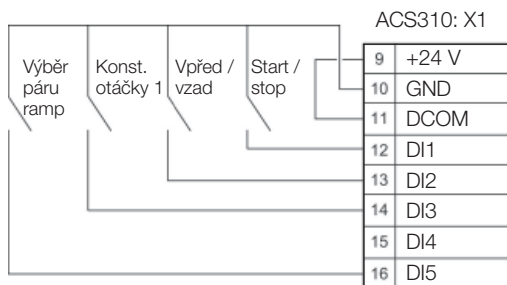 ACS310: X1
Výběr
páru
ramp
Konst.
otáčky 1
Vpřed /
vzad
Start /
stop
9 +24 V
10 GND
11 DCOM
12 DI1
13 DI2
14 DI3
15 DI4
16 DI5